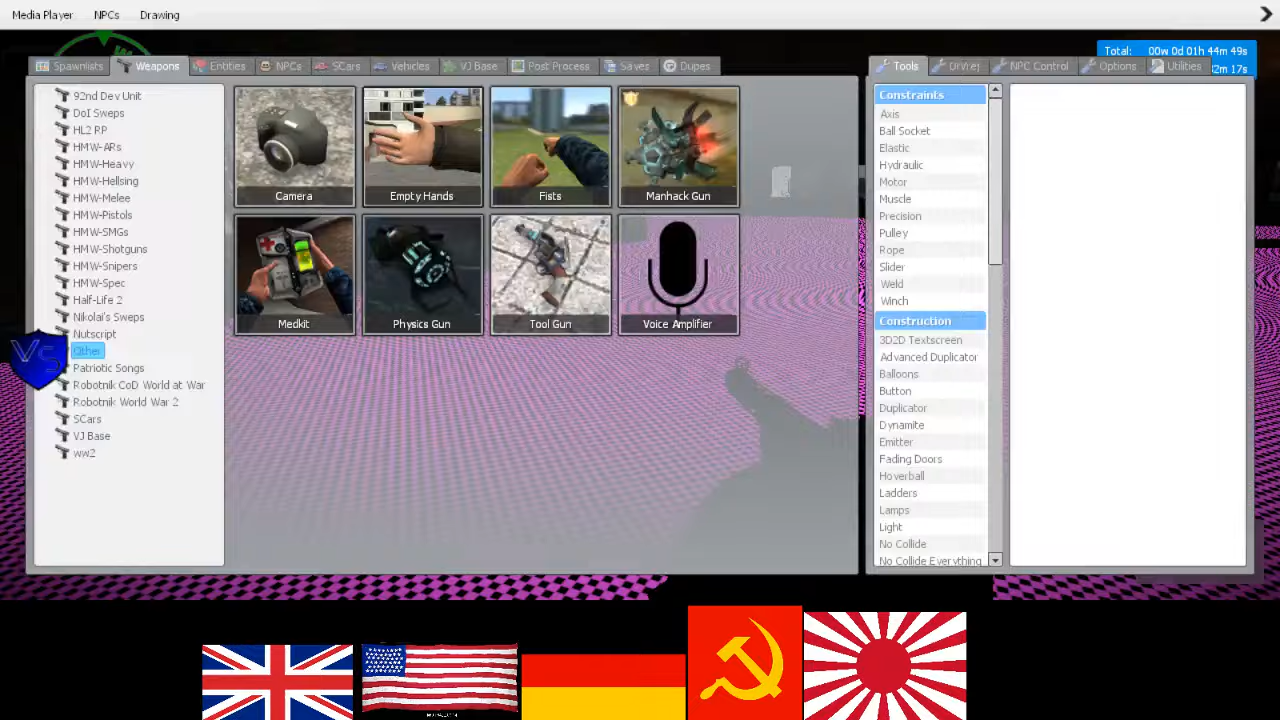 Media Player NPCs Drawing
Total: 00w 0d 01h 44m 49s
2m 17s
Spawnlists Weapons Entities NPCs SCars Vehicles VJ Base Post Process Saves Dupes
Tools DrVrej NPC Control Options Utilities
92nd Dev Unit
DoI Sweps
HL2 RP
HMW-ARs
HMW-Heavy
HMW-Hellsing
HMW-Melee
HMW-Pistols
HMW-SMGs
HMW-Shotguns
HMW-Snipers
HMW-Spec
Half-Life 2
Nikolai's Sweps
Nutscript
Other
Patriotic Songs
Robotnik CoD World at War
Robotnik World War 2
SCars
VJ Base
ww2
VS
Camera
Empty Hands
Fists
Manhack Gun
Medkit
Physics Gun
Tool Gun
Voice Amplifier
Constraints
Axis
Ball Socket
Elastic
Hydraulic
Motor
Muscle
Precision
Pulley
Rope
Slider
Weld
Winch
Construction
3D2D Textscreen
Advanced Duplicator
Balloons
Button
Duplicator
Dynamite
Emitter
Fading Doors
Hoverball
Ladders
Lamps
Light
No Collide
No Collide Everything